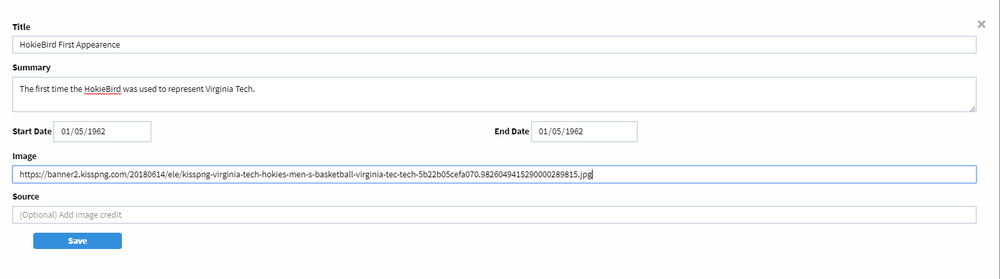 Title
HokieBird First Appearence
Summary
The first time the HokieBird was used to represent Virginia Tech.
Start Date 01/05/1962 End Date 01/05/1962
Image
https://banner2.kisspng.com/20180614/ele/kisspng-virginia-tech-hokies-men-s-basketball-virginia-tec-tech-5b22b05cefa070.9826049415290000289815.jpg
Source
(Optional) Add image credit
Save